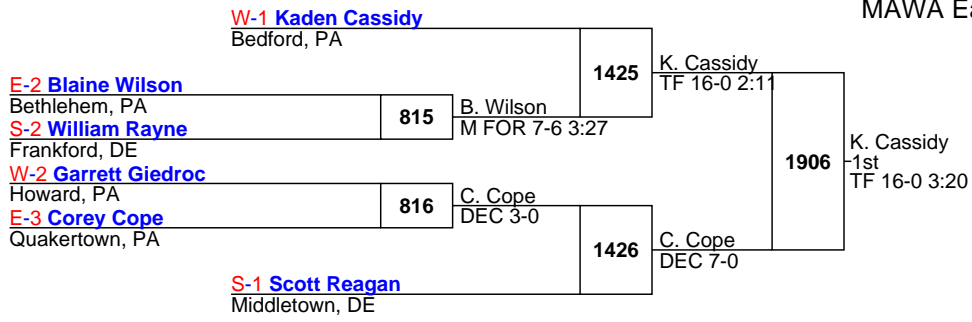 MAWA Ea
W-1 Kaden Cassidy
Bedford, PA
1425
K. Cassidy
TF 16-0 2:11
E-2 Blaine Wilson
Bethlehem, PA
815
B. Wilson
M FOR 7-6 3:27
S-2 William Rayne
Frankford, DE
1906
K. Cassidy
1st
TF 16-0 3:20
W-2 Garrett Giedroc
Howard, PA
816
C. Cope
DEC 3-0
E-3 Corey Cope
Quakertown, PA
1426
C. Cope
DEC 7-0
S-1 Scott Reagan
Middletown, DE